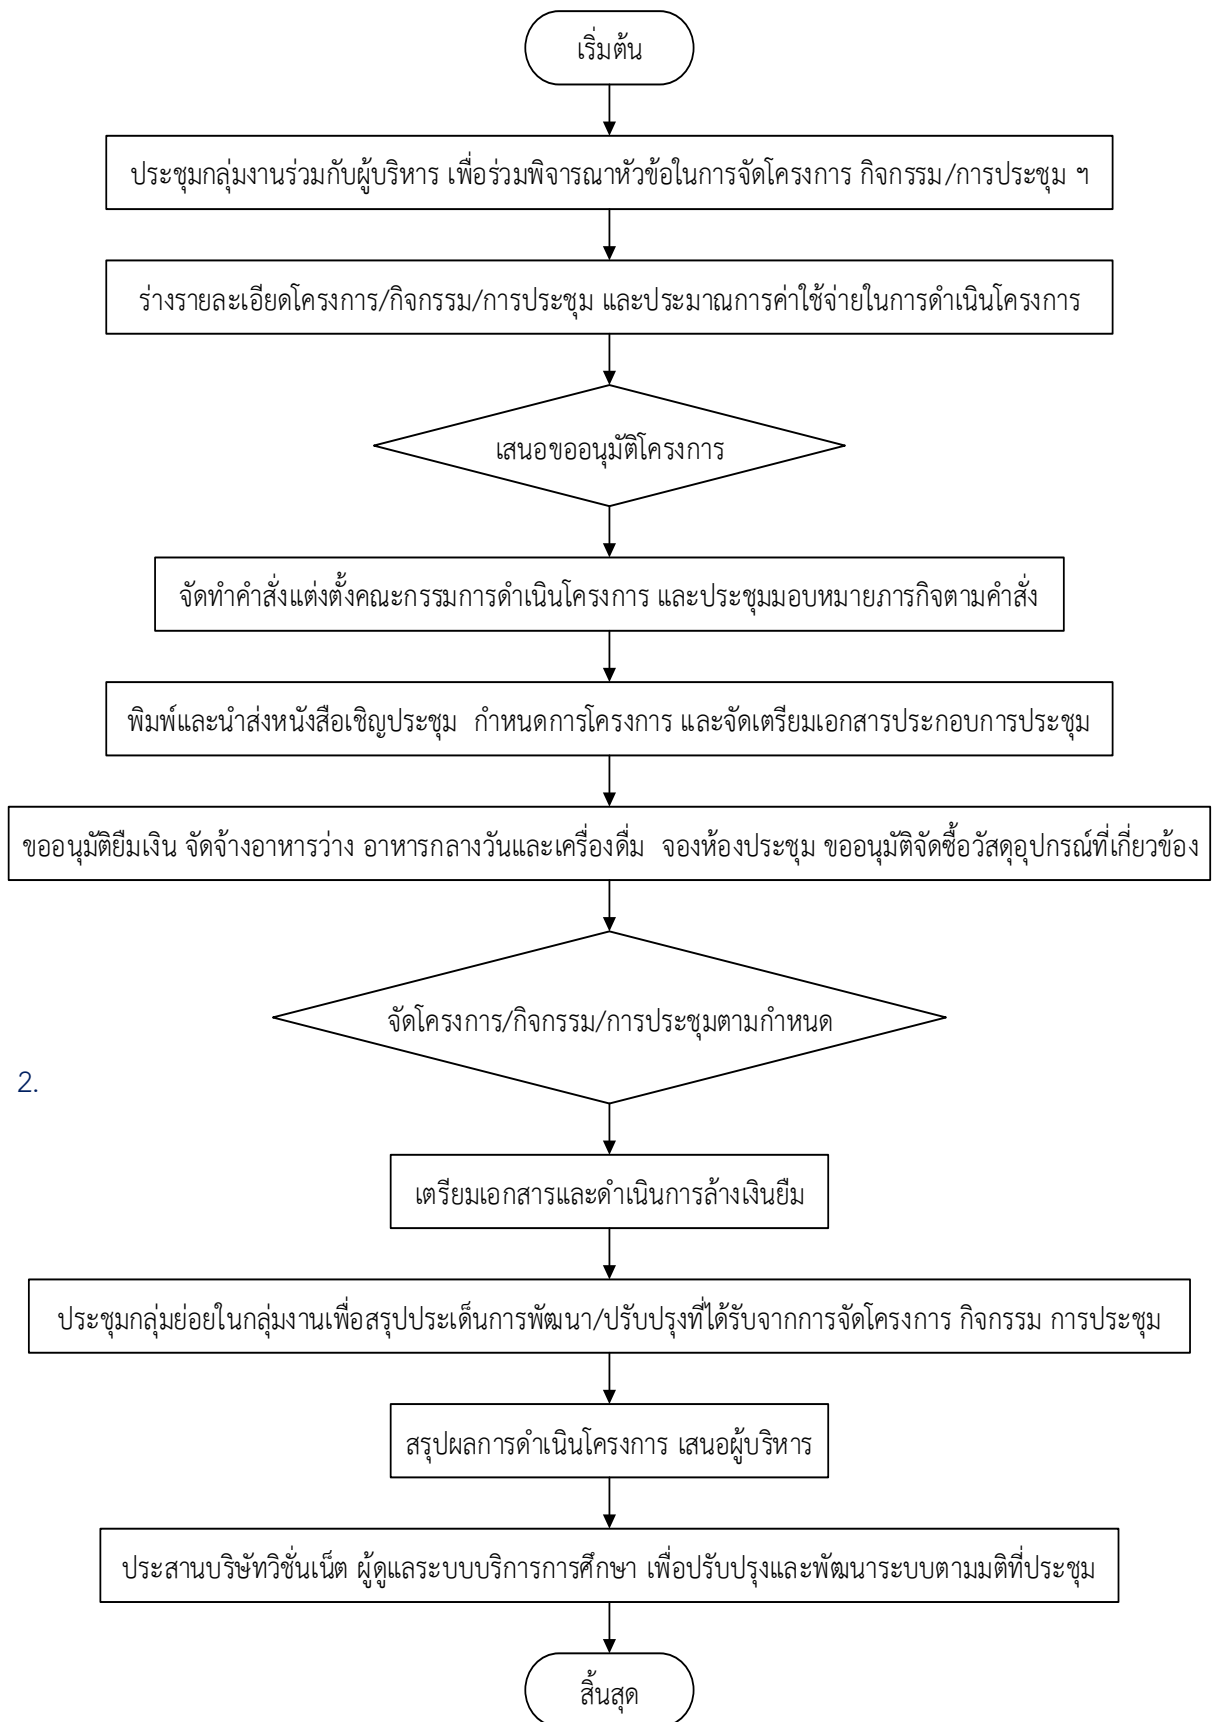 เริ่มต้น
ประชุมกลุ่มงานร่วมกับผู้บริหาร เพื่อร่วมพิจารณาหัวข้อในการจัดโครงการ กิจกรรม/การประชุม ฯ
ร่างรายละเอียดโครงการ/กิจกรรม/การประชุม และประมาณการค่าใช้จ่ายในการดำเนินโครงการ
เสนอขออนุมัติโครงการ
จัดทำคำสั่งแต่งตั้งคณะกรรมการดำเนินโครงการ และประชุมมอบหมายภารกิจตามคำสั่ง
พิมพ์และนำส่งหนังสือเชิญประชุม กำหนดการโครงการ และจัดเตรียมเอกสารประกอบการประชุม
ขออนุมัติยืมเงิน จัดจ้างอาหารว่าง อาหารกลางวันและเครื่องดื่ม จองห้องประชุม ขออนุมัติจัดซื้อวัสดุอุปกรณ์ที่เกี่ยวข้อง
จัดโครงการ/กิจกรรม/การประชุมตามกำหนด
2.
เตรียมเอกสารและดำเนินการล้างเงินยืม
ประชุมกลุ่มย่อยในกลุ่มงานเพื่อสรุปประเด็นการพัฒนา/ปรับปรุงที่ได้รับจากการจัดโครงการ กิจกรรม การประชุม
สรุปผลการดำเนินโครงการ เสนอผู้บริหาร
ประสานบริษัทวิชั่นเน็ต ผู้ดูแลระบบบริการการศึกษา เพื่อปรับปรุงและพัฒนาระบบตามมติที่ประชุม
สิ้นสุด